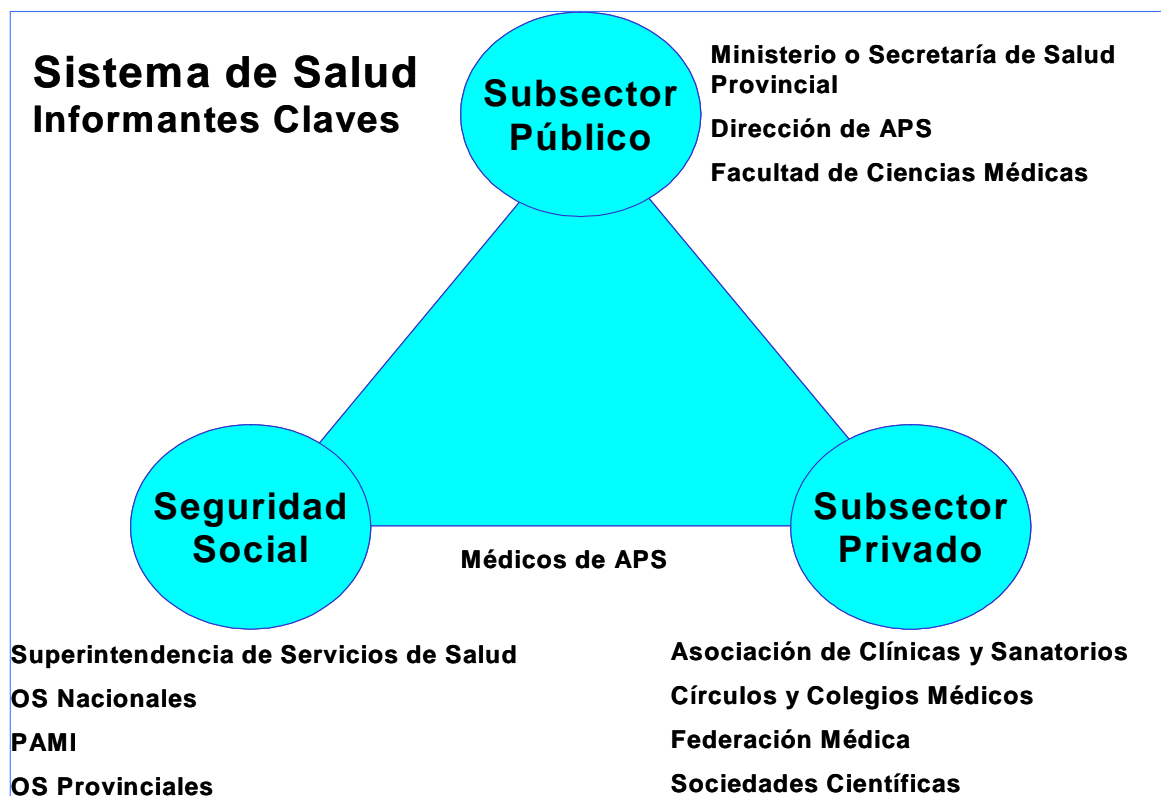 Sistema de Salud
Informantes Claves
Subsector
Público
Ministerio o Secretaría de Salud
Provincial
Dirección de APS
Facultad de Ciencias Médicas
Seguridad
Social
Subsector
Privado
Médicos de APS
Superintendencia de Servicios de Salud
OS Nacionales
PAMI
OS Provinciales
Asociación de Clínicas y Sanatorios
Círculos y Colegios Médicos
Federación Médica
Sociedades Científicas